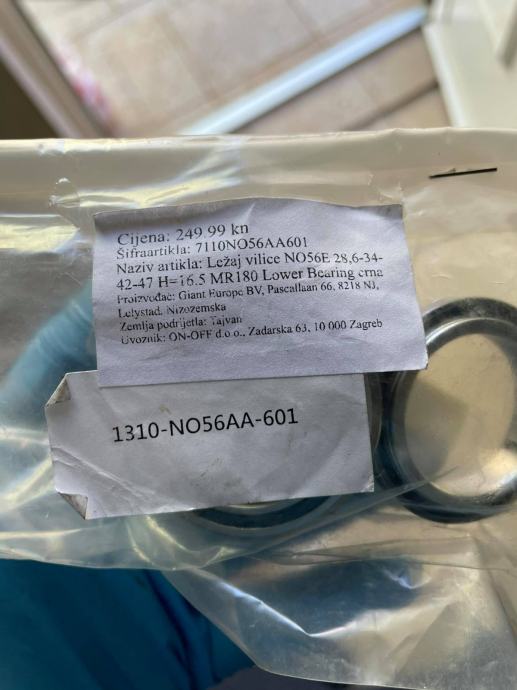 Cijena: 249.99 kn
Šifraartikla: 7110NO56AA601
Naziv artikla: Ležaj vilice NO56E 28,6-34-
42-47 H=16.5 MR180 Lower Bearing crna
Proizvođač: Giant Europe BV, Pascallaan 66, 8218 NJ,
Lelystad, Nizozemska
Zemlja podrijetla: Tajvan
Uvoznik: ON-OFF d.o.o., Zadarska 63, 10 000 Zagreb
1310-NO56AA-601